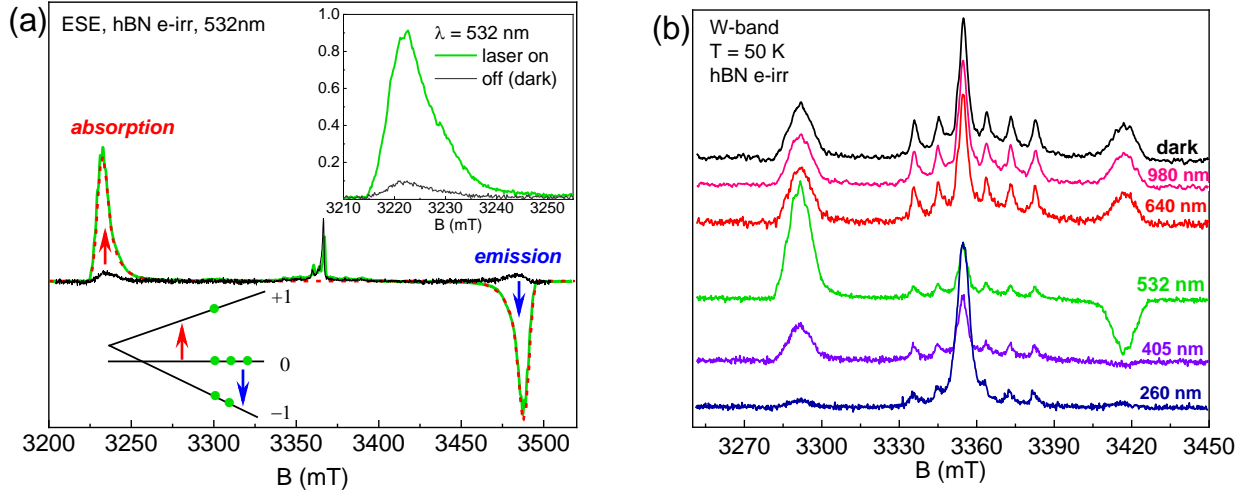 (a)
ESE, hBN e-irr, 532nm
λ = 532 nm
laser on
off (dark)
1.0
0.8
0.6
0.4
0.2
3210 3220 3230 3240 3250
B (mT)
absorption
emission
+1
0
−1
3200 3250 3300 3350 3400 3450 3500
B (mT)
(b)
W-band
T = 50 K
hBN e-irr
dark
980 nm
640 nm
532 nm
405 nm
260 nm
3270 3300 3330 3360 3390 3420 3450
B (mT)